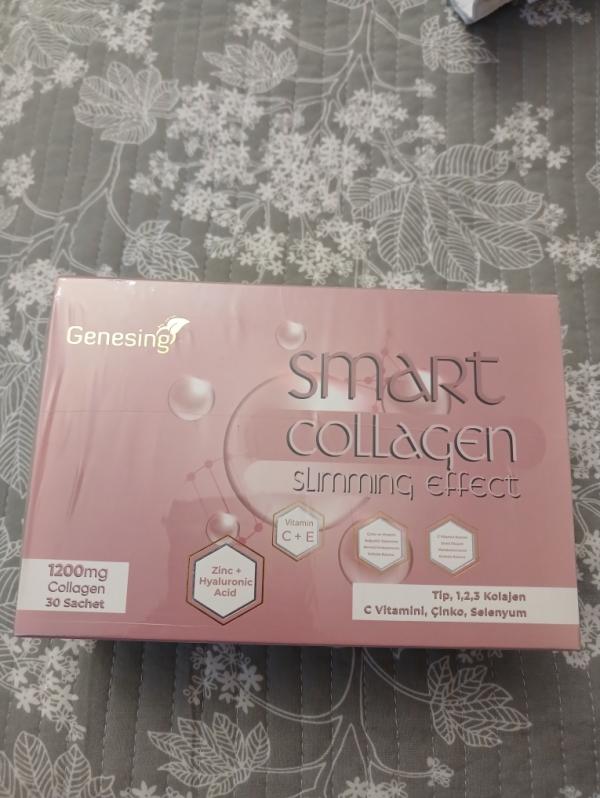 Genesing
SMART
COLLAGEN
SLIMMING EFFECT
Vitamin
C + E
Zinc +
Hyaluronic
Acid
1200mg
Collagen
30 Sachet
Tip, 1,2,3 Kolajen
C Vitamini, Çinko, Selenyum